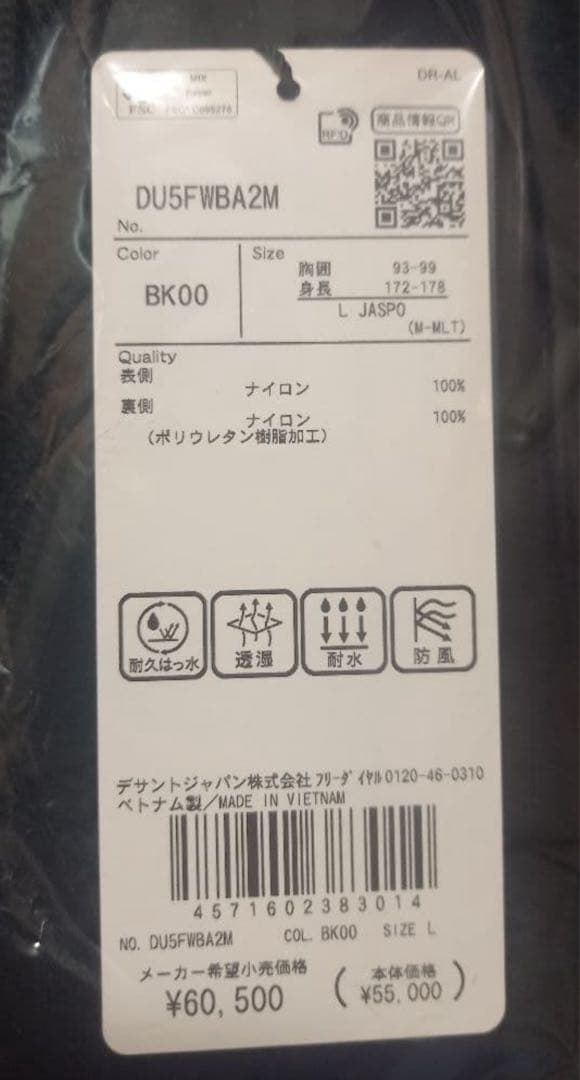 DR-AL
MIX
Paper
FSC
RFID
商品情報QR
DU5FWBA2M
No.
Color
BK00
Size
胸囲 93-99
身長 172-178
L JASPO
(M-MLT)
Quality
表側
ナイロン 100%
裏側
ナイロン 100%
(ポリウレタン樹脂加工)
耐久はっ水
透湿
耐水
防風
デサントジャパン株式会社 フリーダイヤル0120-46-0310
ベトナム製/MADE IN VIETNAM
4571602383014
NO. DU5FWBA2M COL. BK00 SIZE L
メーカー希望小売価格
¥60,500
(本体価格
¥55,000)